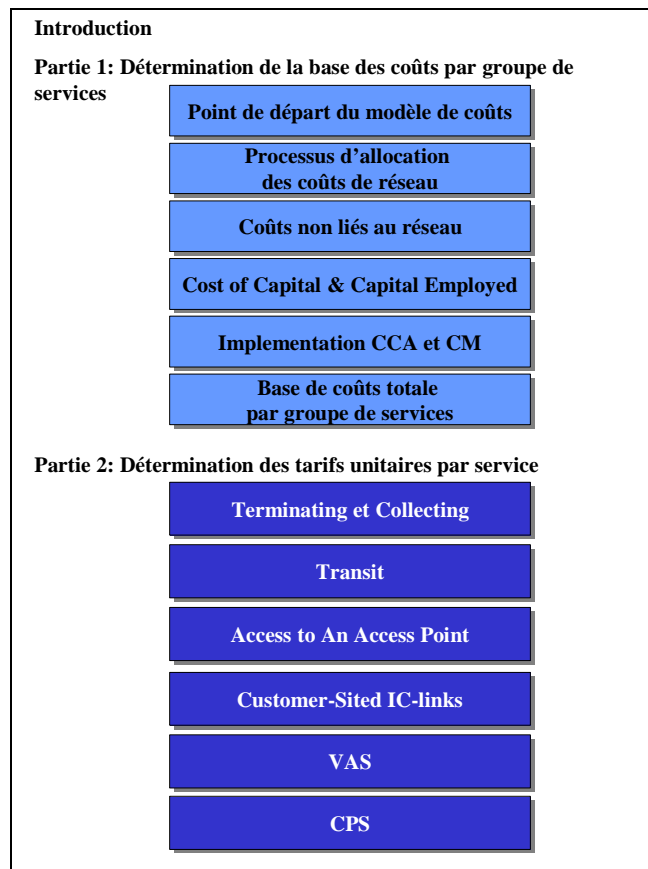 Introduction
Partie 1: Détermination de la base des coûts par groupe de
services
Point de départ du modèle de coûts
Processus d’allocation
des coûts de réseau
Coûts non liés au réseau
Cost of Capital & Capital Employed
Implementation CCA et CM
Base de coûts totale
par groupe de services
Partie 2: Détermination des tarifs unitaires par service
Terminating et Collecting
Transit
Access to An Access Point
Customer-Sited IC-links
VAS
CPS